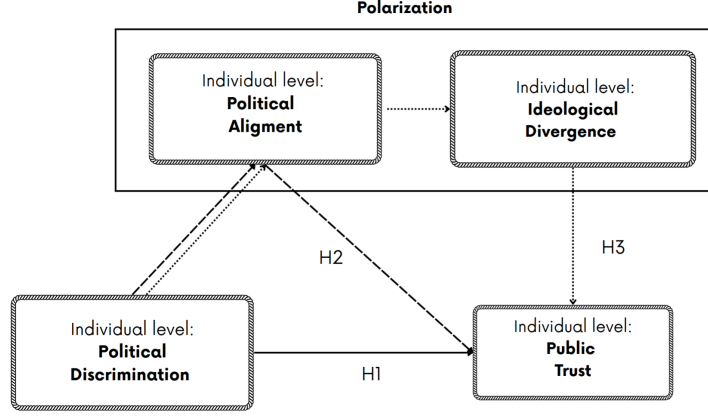 Polarization
Individual level:
Political
Aligment
Individual level:
Ideological
Divergence
H2
H3
Individual level:
Political
Discrimination
Individual level:
Public
Trust
H1